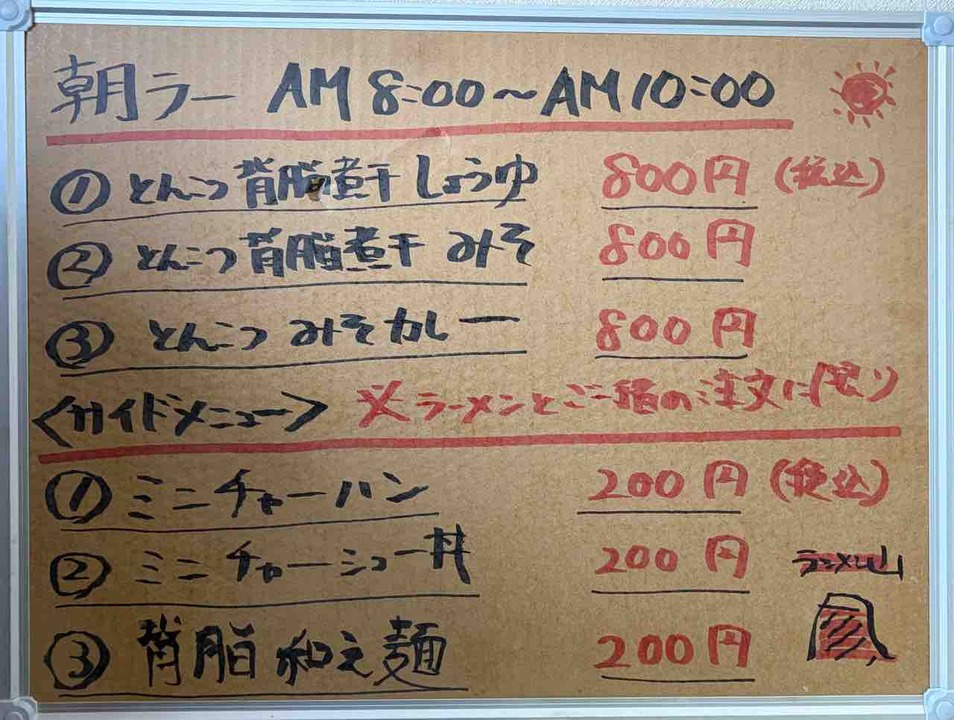 朝ラー AM 8:00~AM 10:00
① とんこつ 背脂煮干 しょうゆ 800円 (税込)
② とんこつ 背脂煮干 みそ 800円
③ とんこつ みそカレー 800円
<サイドメニュー> ※ラーメンとご一緒の注文に限り
① ミニチャーハン 200円 (税込)
② ミニチャーシュー丼 200円
③ 背脂和え麺 200円